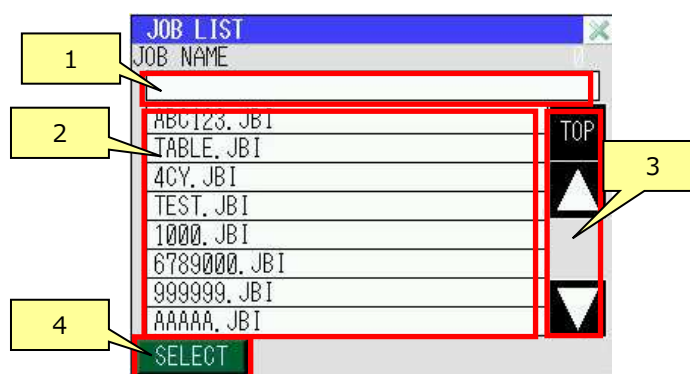 JOB LIST
JOB NAME 0
1
ABC123.JBI
TOP
2
TABLE.JBI
3
4CY.JBI
TEST.JBI
1000.JBI
6789000.JBI
999999.JBI
4
AAAAA.JBI
SELECT